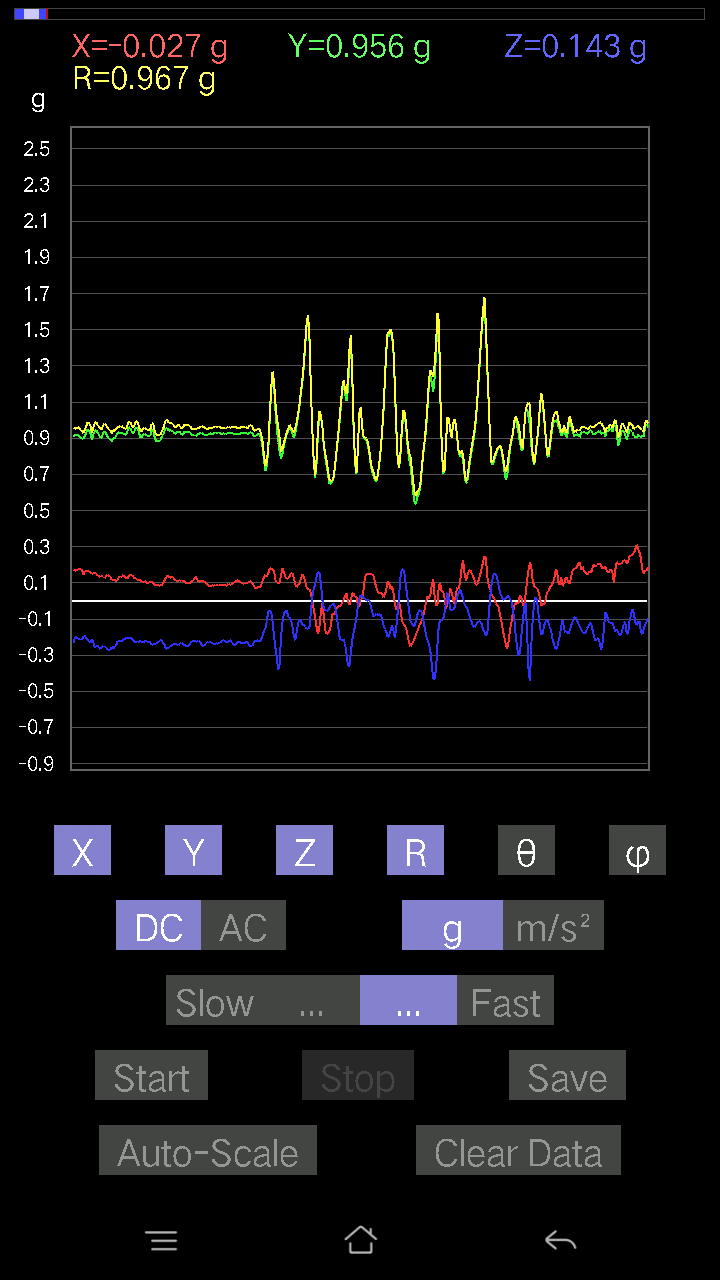 X=-0.027 g Y=0.956 g Z=0.143 g
R=0.967 g
g
2.5
2.3
2.1
1.9
1.7
1.5
1.3
1.1
0.9
0.7
0.5
0.3
0.1
-0.1
-0.3
-0.5
-0.7
-0.9
X Y Z R θ φ
DC AC g m/s²
Slow ... ... Fast
Start Stop Save
Auto-Scale Clear Data